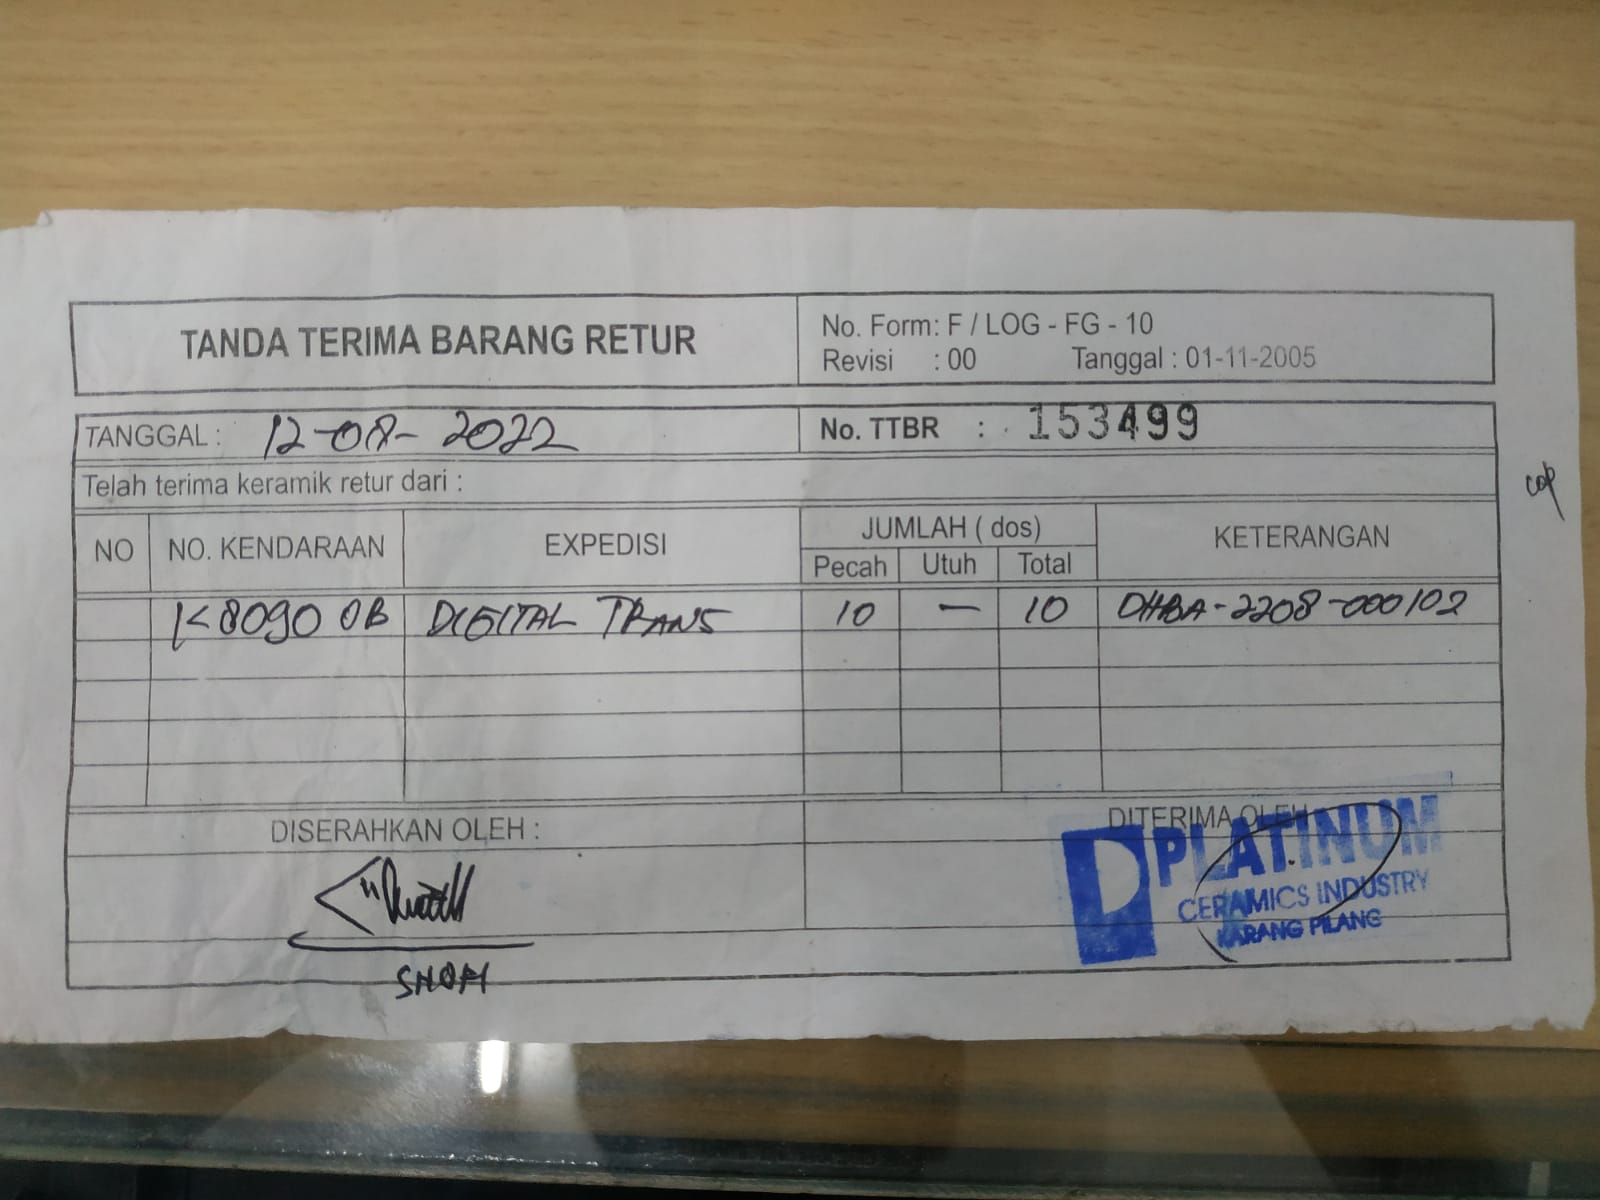 TANDA TERIMA BARANG RETUR
No. Form: F / LOG - FG - 10
Revisi : 00 Tanggal : 01-11-2005
TANGGAL : 12-08-2022
No. TTBR : 153499
Telah terima keramik retur dari :
NO NO. KENDARAAN EXPEDISI JUMLAH ( dos) KETERANGAN
Pecah Utuh Total
K 8090 OB DIGITAL TRANS 10 — 10 DHBA-2208-000102
DISERAHKAN OLEH :
DITERIMA OLEH
PLATINUM
CERAMICS INDUSTRY
KARANG PILANG